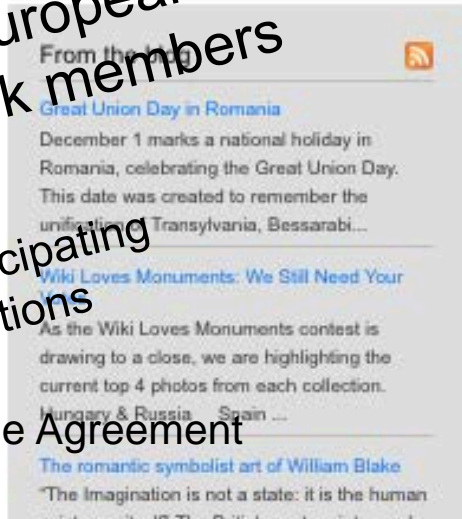 uropea
k members
From the blog
Great Union Day in Romania
December 1 marks a national holiday in
Romania, celebrating the Great Union Day.
This date was created to remember the
unification of Transylvania, Bessarabi...
cipating
tions
Wiki Loves Monuments: We Still Need Your
As the Wiki Loves Monuments contest is
drawing to a close, we are highlighting the
current top 4 photos from each collection.
Hungary & Russia Spain ...
e Agreement
The romantic symbolist art of William Blake
"The Imagination is not a state: it is the human